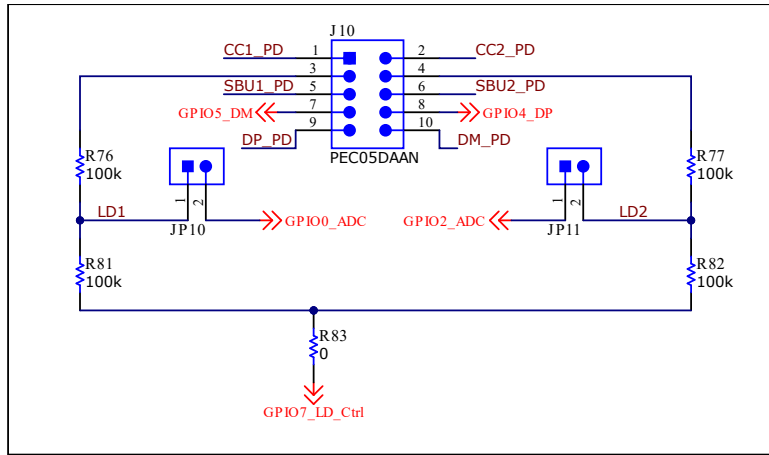 J10
CC1_PD 1 2 CC2_PD
3 4
SBU1_PD 5 6 SBU2_PD
GPIO5_DM 7 8 GPIO4_DP
9 10
DP_PD DM_PD
PEC05DAAN
R76
100k
R77
100k
1 2
1 2
LD1
GPIO0_ADC
GPIO2_ADC
LD2
JP10
JP11
R81
100k
R82
100k
R83
0
GPIO7_LD_Ctrl